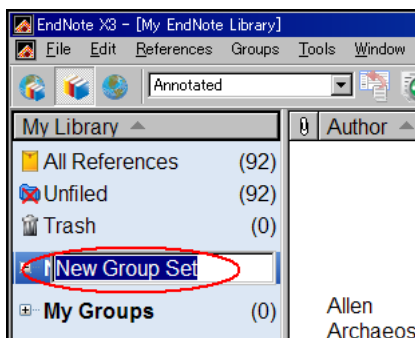 EndNote X3 - [My EndNote Library]
File Edit References Groups Tools Window
Annotated
My Library Author
All References (92)
Unfiled (92)
Trash (0)
New Group Set
My Groups (0)
Allen
Archaeos